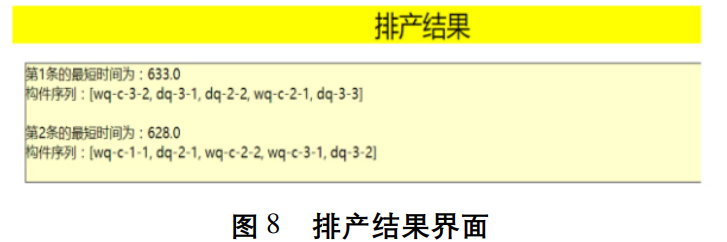 排产结果
第1条的最短时间为：633.0
构件序列：[wq-c-3-2, dq-3-1, dq-2-2, wq-c-2-1, dq-3-3]
第2条的最短时间为：628.0
构件序列：[wq-c-1-1, dq-2-1, wq-c-2-2, wq-c-3-1, dq-3-2]
图 8 排产结果界面